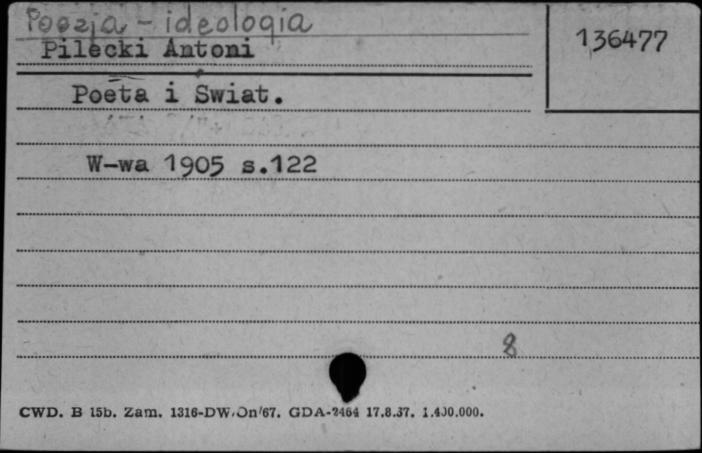 Poezja - ideologia
136477
Pilecki Antoni
Poeta i Świat.
W-wa 1905 s.122
8
CWD. B 15b. Zam. 1316-DW/On/67. GDA-2464 17.8.37. 1.400.000.